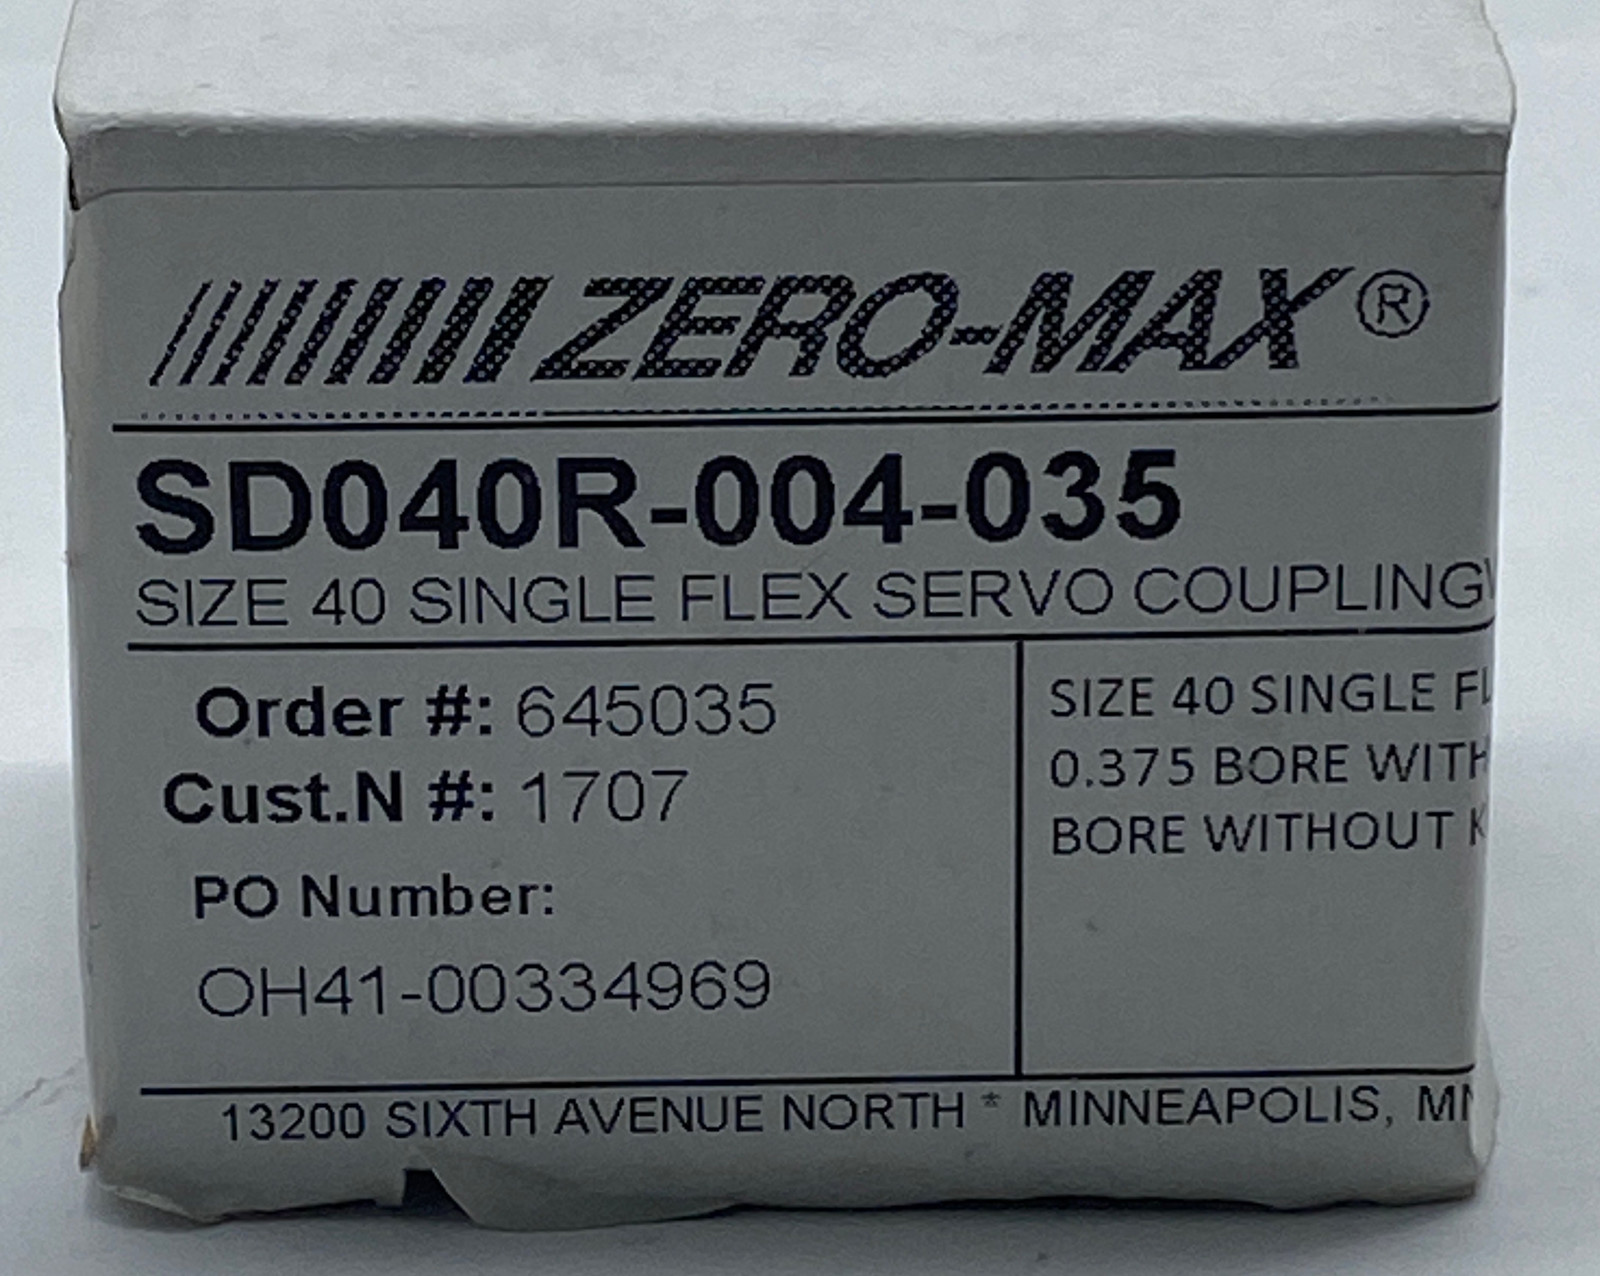 ZERO-MAX®
SD040R-004-035
SIZE 40 SINGLE FLEX SERVO COUPLING
Order #: 645035
Cust.N #: 1707
PO Number:
OH41-00334969
SIZE 40 SINGLE
0.375 BORE WITH
BORE WITHOUT
13200 SIXTH AVENUE NORTH * MINNEAPOLIS,